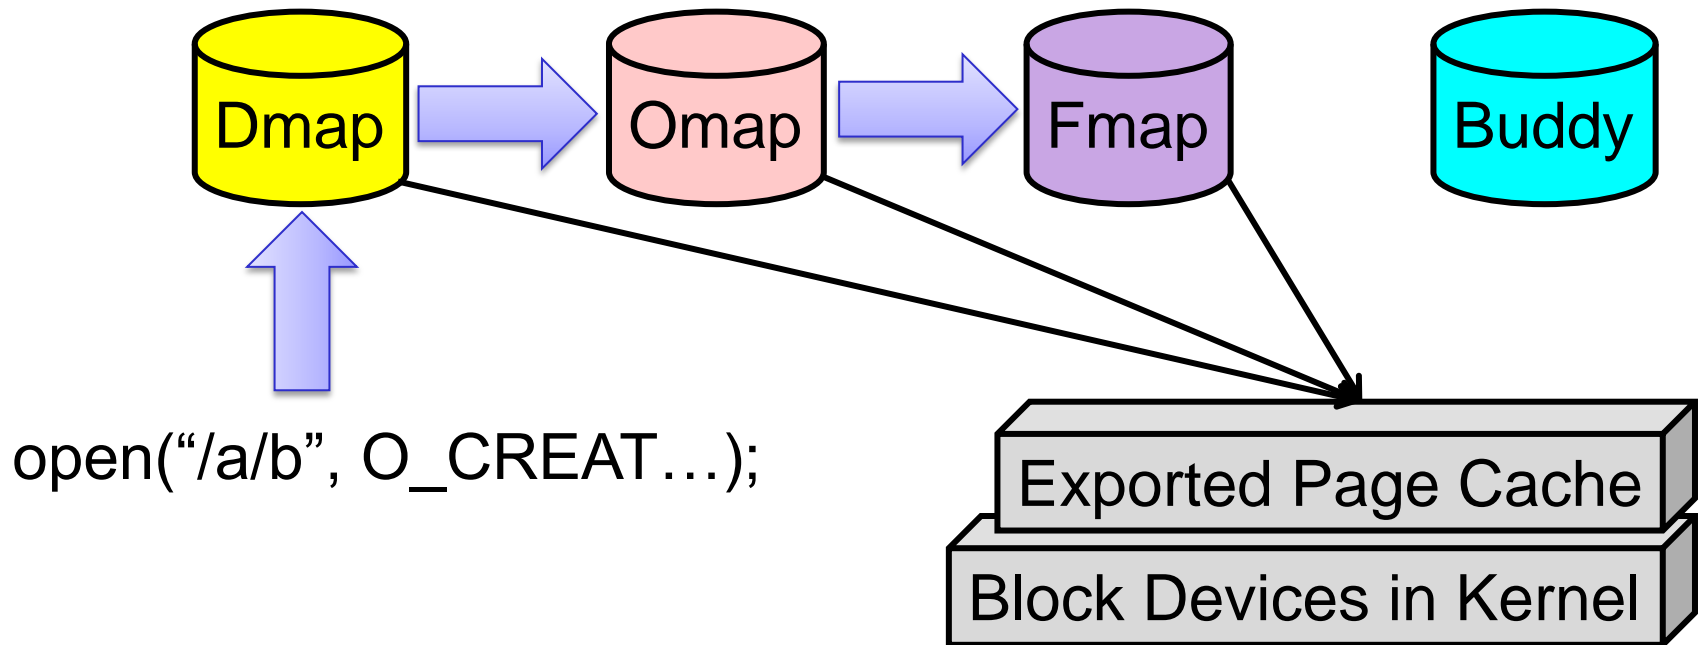 Dmap
Omap
Fmap
Buddy
open(“/a/b”, O_CREAT…);
Exported Page Cache
Block Devices in Kernel